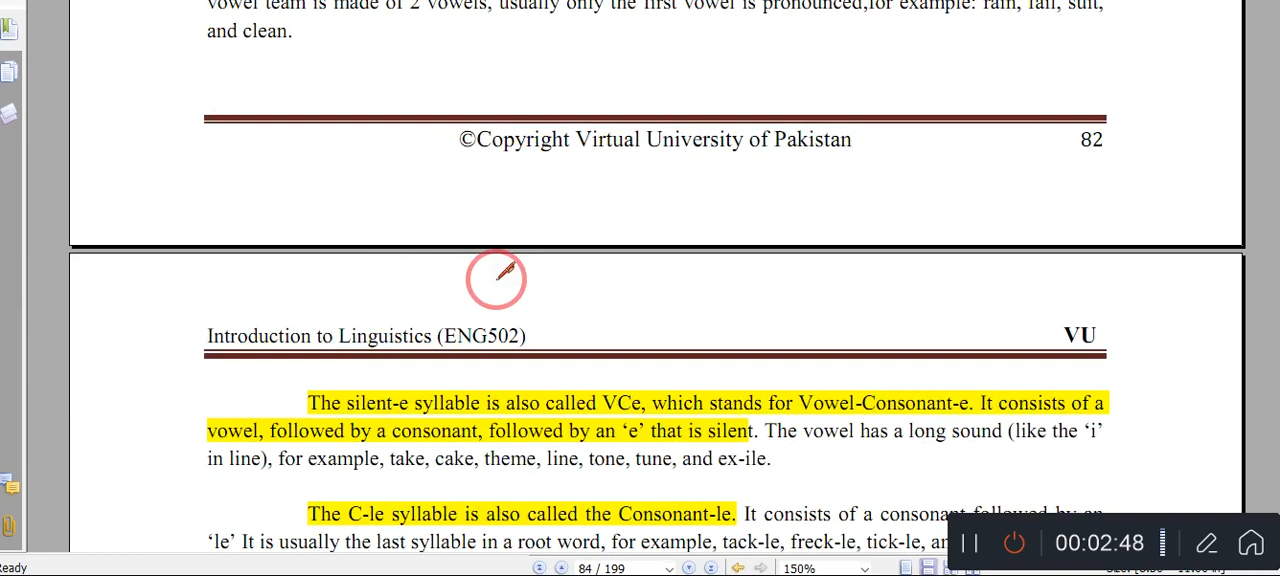 vowel team is made of 2 vowels, usually only the first vowel is pronounced,for example: rain, fail, suit,
and clean.
©Copyright Virtual University of Pakistan 82
Introduction to Linguistics (ENG502) VU
The silent-e syllable is also called VCe, which stands for Vowel-Consonant-e. It consists of a
vowel, followed by a consonant, followed by an ‘e’ that is silent. The vowel has a long sound (like the ‘i’
in line), for example, take, cake, theme, line, tone, tune, and ex-ile.
The C-le syllable is also called the Consonant-le. It consists of a consonant followed by an
‘le’ It is usually the last syllable in a root word, for example, tack-le, freck-le, tick-le, an
00:02:48
eady 84 / 199 150%